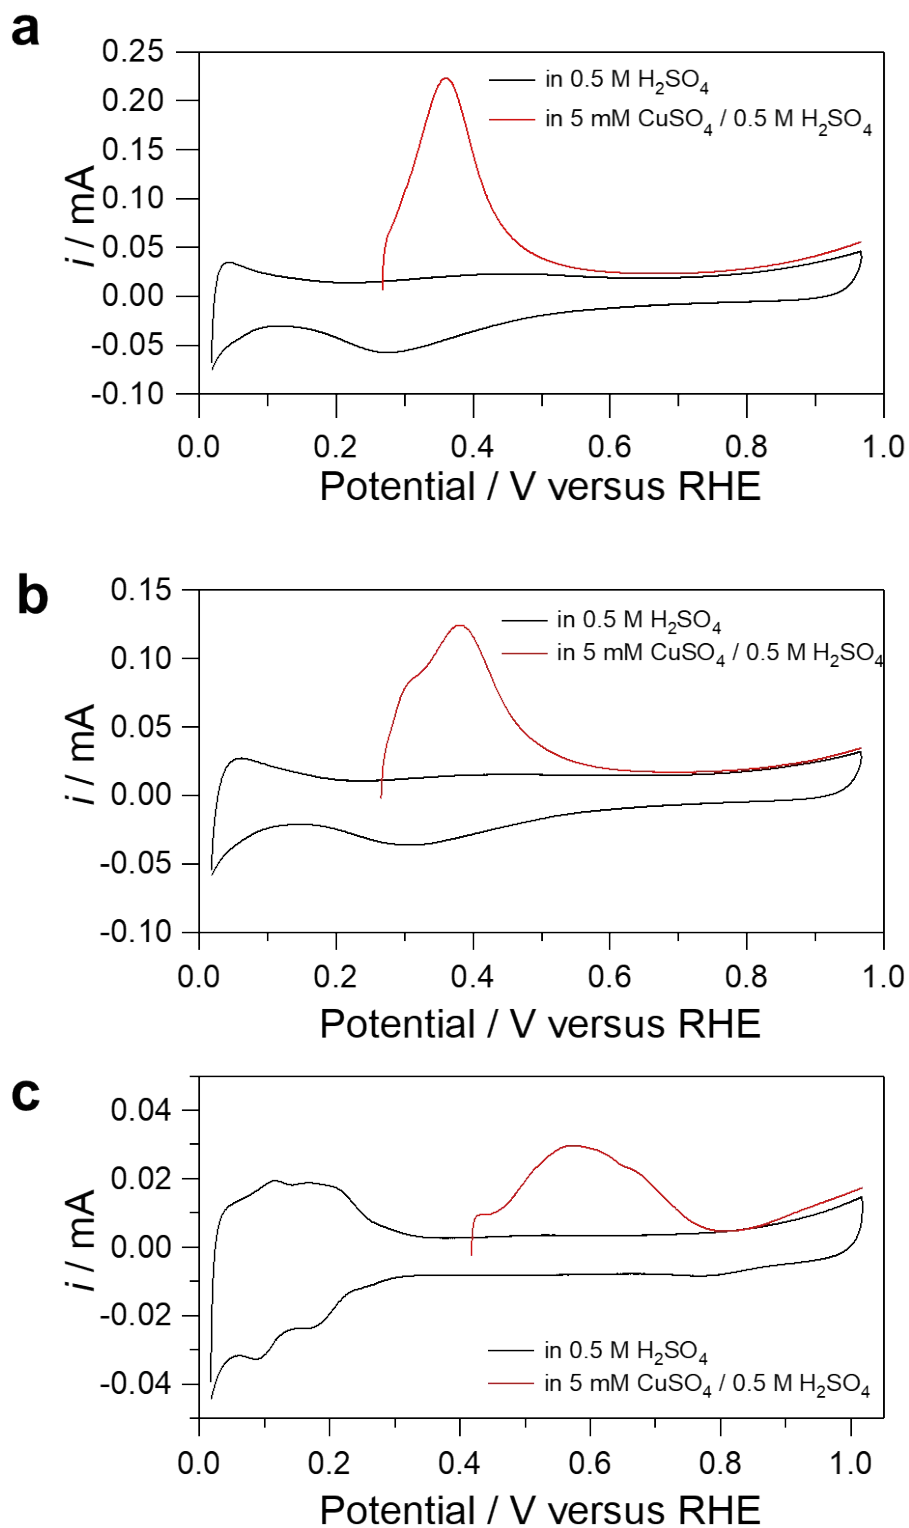 a
0.25
0.20
0.15
0.10
0.05
0.00
-0.05
-0.10
i / mA
in 0.5 M H₂SO₄
in 5 mM CuSO₄ / 0.5 M H₂SO₄
0.0 0.2 0.4 0.6 0.8 1.0
Potential / V versus RHE
b
0.15
0.10
0.05
0.00
-0.05
-0.10
i / mA
in 0.5 M H₂SO₄
in 5 mM CuSO₄ / 0.5 M H₂SO₄
0.0 0.2 0.4 0.6 0.8 1.0
Potential / V versus RHE
c
0.04
0.02
0.00
-0.02
-0.04
i / mA
in 0.5 M H₂SO₄
in 5 mM CuSO₄ / 0.5 M H₂SO₄
0.0 0.2 0.4 0.6 0.8 1.0
Potential / V versus RHE